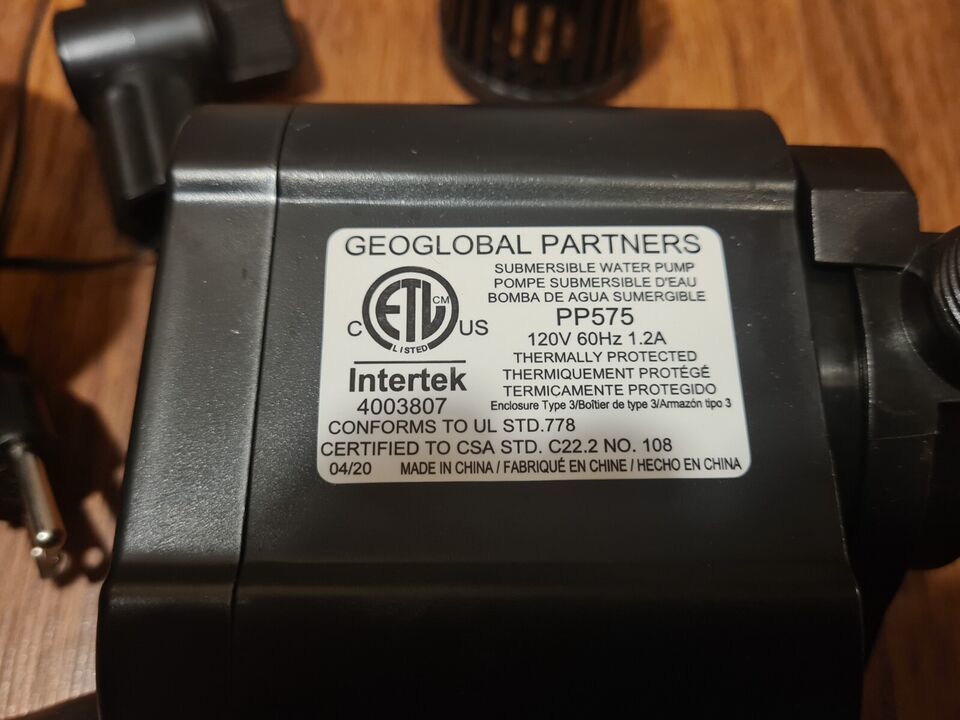 GEOGLOBAL PARTNERS
SUBMERSIBLE WATER PUMP
POMPE SUBMERSIBLE D'EAU
BOMBA DE AGUA SUMERGIBLE
PP575
120V 60Hz 1.2A
THERMALLY PROTECTED
THERMIQUEMENT PROTÉGÉ
TERMICAMENTE PROTEGIDO
Enclosure Type 3/Boîtier de type 3/Armazón tipo 3
ETL CM
C US
LISTED
Intertek
4003807
CONFORMS TO UL STD.778
CERTIFIED TO CSA STD. C22.2 NO. 108
04/20 MADE IN CHINA / FABRIQUÉ EN CHINE / HECHO EN CHINA